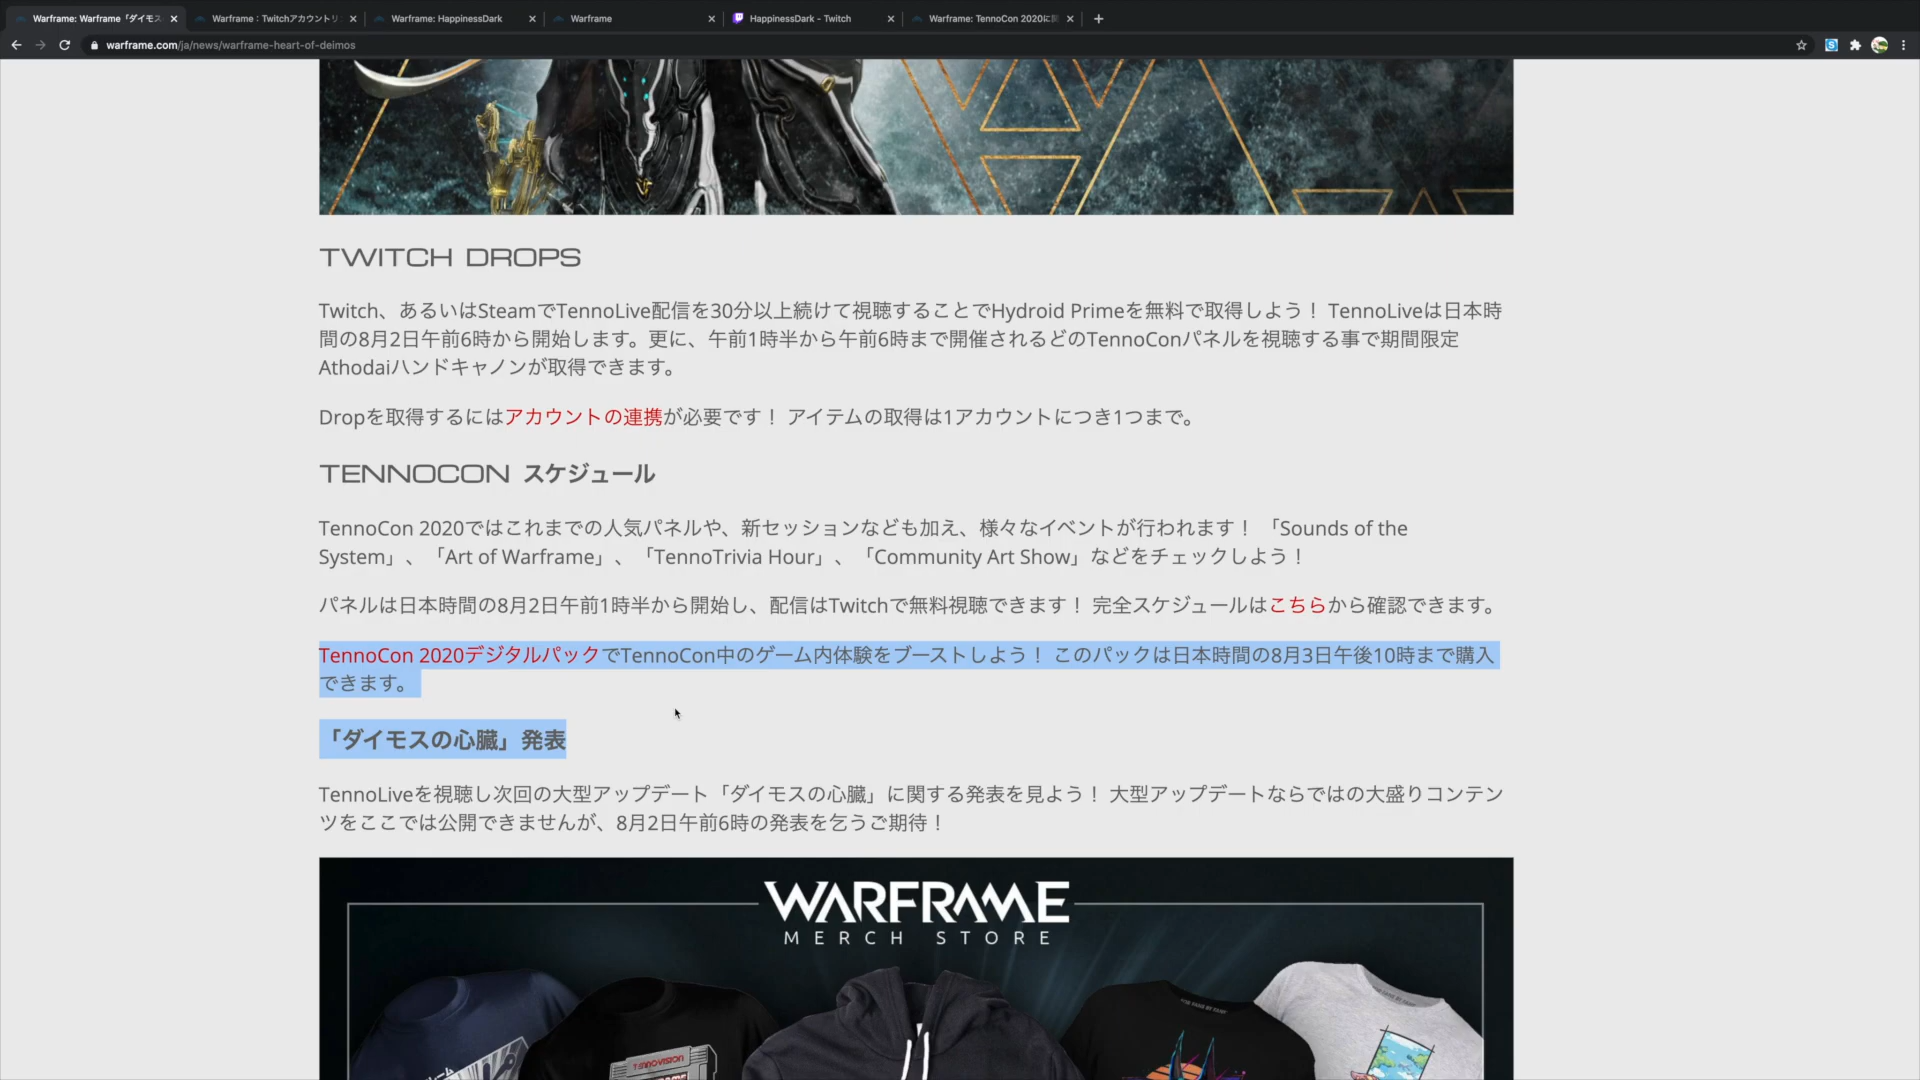 Warframe: Warframe「ダイモス
Warframe：Twitchアカウントリ
Warframe: HappinessDark
Warframe
HappinessDark - Twitch
Warframe: TennoCon 2020に
warframe.com/ja/news/warframe-heart-of-deimos
TWITCH DROPS
Twitch、あるいはSteamでTennoLive配信を30分以上続けて視聴することでHydroid Primeを無料で取得しよう！ TennoLiveは日本時
間の8月2日午前6時から開始します。更に、午前1時半から午前6時まで開催されるどのTennoConパネルを視聴する事で期間限定
Athodaiハンドキャノンが取得できます。
Dropを取得するにはアカウントの連携が必要です！ アイテムの取得は1アカウントにつき1つまで。
TENNOCON スケジュール
TennoCon 2020ではこれまでの人気パネルや、新セッションなども加え、様々なイベントが行われます！ 「Sounds of the
System」、「Art of Warframe」、「TennoTrivia Hour」、「Community Art Show」などをチェックしよう！
パネルは日本時間の8月2日午前1時半から開始し、配信はTwitchで無料視聴できます！ 完全スケジュールはこちらから確認できます。
TennoCon 2020デジタルパックでTennoCon中のゲーム内体験をブーストしよう！ このパックは日本時間の8月3日午後10時まで購入
できます。
「ダイモスの心臓」発表
TennoLiveを視聴し次回の大型アップデート「ダイモスの心臓」に関する発表を見よう！ 大型アップデートならではの大盛りコンテン
ツをここでは公開できませんが、8月2日午前6時の発表を乞うご期待！
WARFRAME
MERCH STORE
TENNOVISION